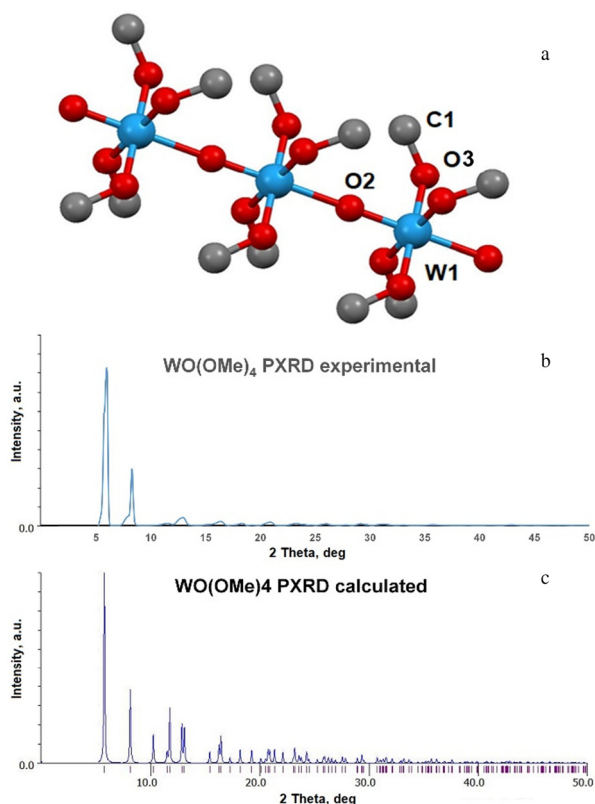 a
C1
O3
O2
W1
b
WO(OMe)₄ PXRD experimental
Intensity, a.u.
0.0
5 10 15 20 25 30 35 40 45 50
2 Theta, deg
c
WO(OMe)4 PXRD calculated
Intensity, a.u.
0.0
10.0 20.0 30.0 40.0 50.0
2 Theta, deg